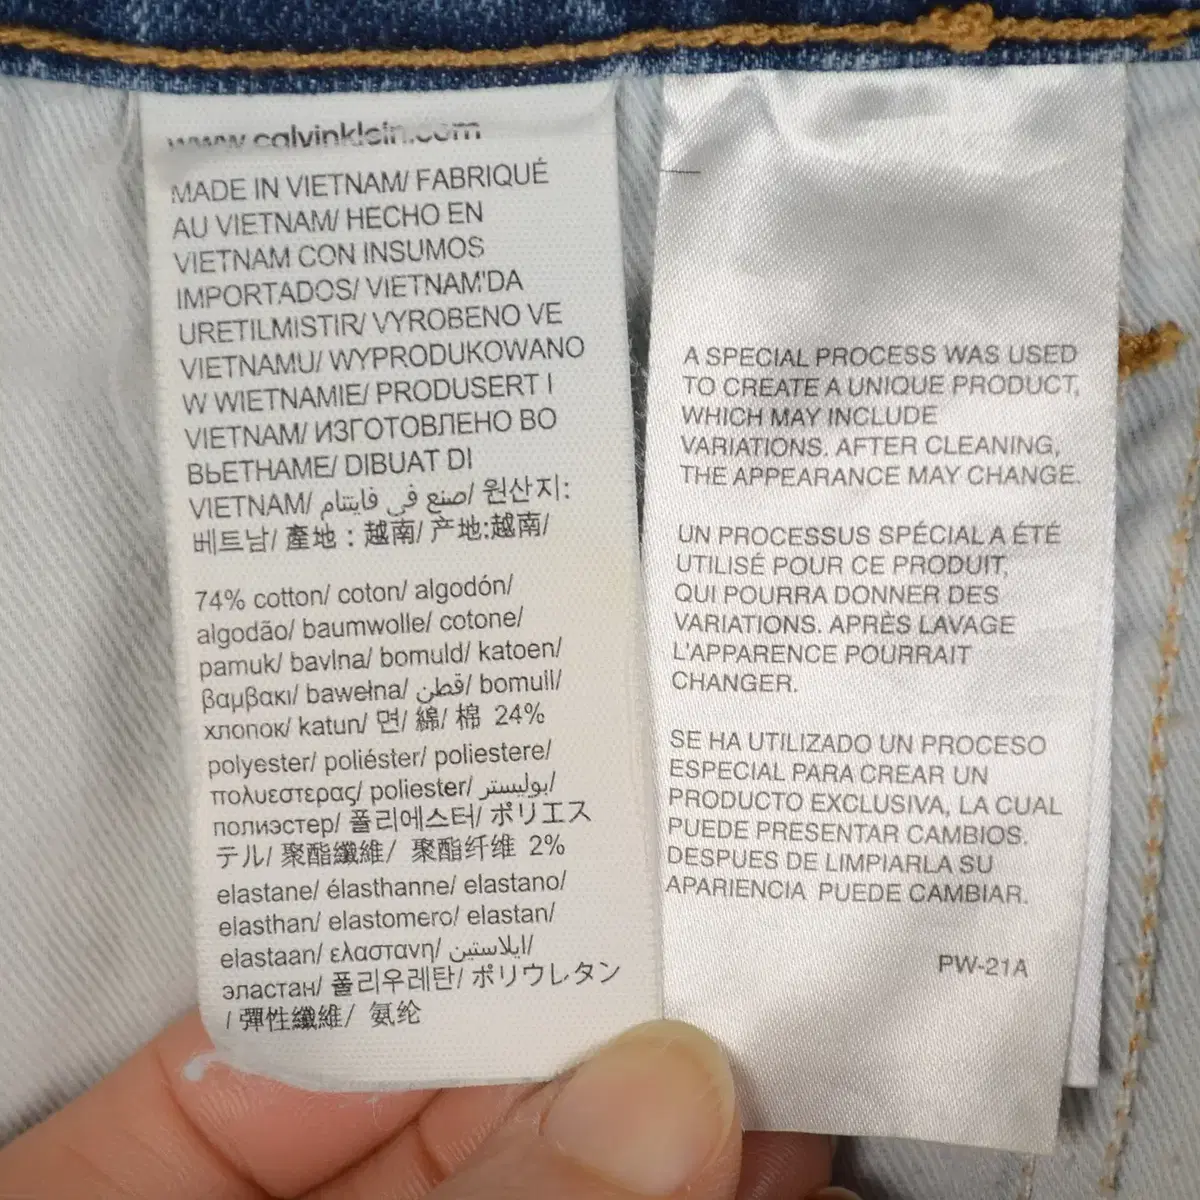 www.calvinklein.com
MADE IN VIETNAM/ FABRIQUÉ
AU VIETNAM/ HECHO EN
VIETNAM CON INSUMOS
IMPORTADOS/ VIETNAM'DA
URETILMISTIR/ VYROBENO VE
VIETNAMU/ WYPRODUKOWANO
W WIETNAMIE/ PRODUSERT I
VIETNAM/ ИЗГОТОВЛЕНО ВО
ВЬЕТНАМЕ/ DIBUAT DI
VIETNAM/ صنع في فايتنام/ 원산지:
베트남/ 產地：越南/ 产地:越南/
74% cotton/ coton/ algodón/
algodão/ baumwolle/ cotone/
pamuk/ bavlna/ bomuld/ katoen/
βαμβακι/ bawełna/ قطن/ bomull/
хлопок/ katun/ 면/ 綿/ 棉 24%
polyester/ poliéster/ poliestere/
πολυεστερας/ poliester/ بوليستر/
полиэстер/ 폴리에스터/ ポリエス
テル/ 聚酯纖維/ 聚酯纤维 2%
elastane/ élasthanne/ elastano/
elasthan/ elastomero/ elastan/
elastaan/ ελαστανη/ ايلاستين/
эластан/ 폴리우레탄/ ポリウレタン
/ 彈性纖維/ 氨纶
A SPECIAL PROCESS WAS USED
TO CREATE A UNIQUE PRODUCT,
WHICH MAY INCLUDE
VARIATIONS. AFTER CLEANING,
THE APPEARANCE MAY CHANGE.
UN PROCESSUS SPÉCIAL A ÉTÉ
UTILISÉ POUR CE PRODUIT,
QUI POURRA DONNER DES
VARIATIONS. APRÈS LAVAGE
L'APPARENCE POURRAIT
CHANGER.
SE HA UTILIZADO UN PROCESO
ESPECIAL PARA CREAR UN
PRODUCTO EXCLUSIVA, LA CUAL
PUEDE PRESENTAR CAMBIOS.
DESPUES DE LIMPIARLA SU
APARIENCIA PUEDE CAMBIAR.
PW-21A